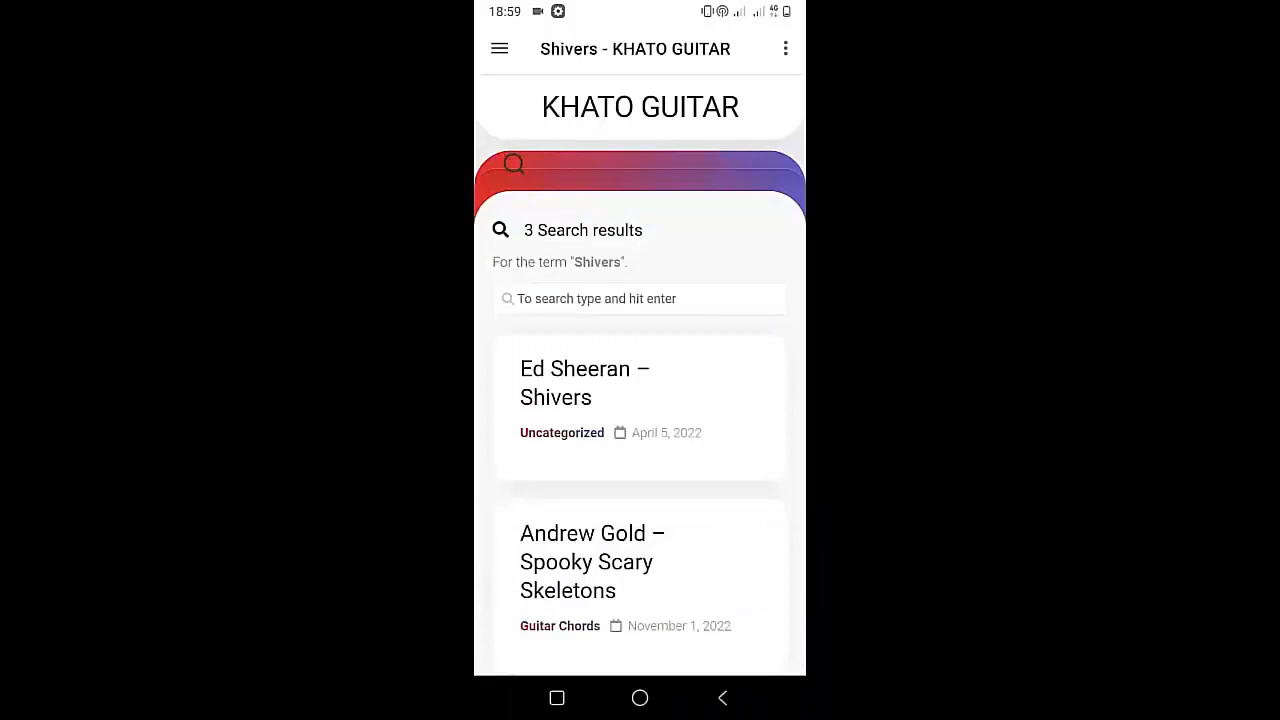 18:59
4G
Shivers - KHATO GUITAR
KHATO GUITAR
3 Search results
For the term "Shivers".
To search type and hit enter
Ed Sheeran –
Shivers
Uncategorized April 5, 2022
Andrew Gold –
Spooky Scary
Skeletons
Guitar Chords November 1, 2022